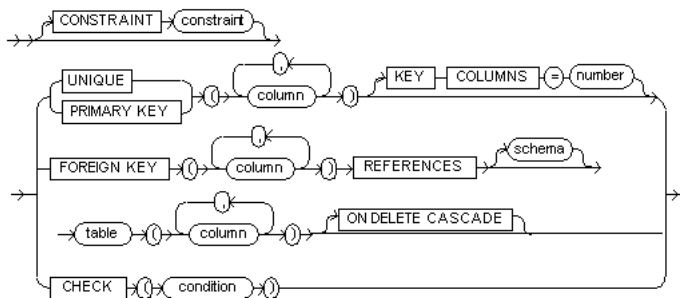 CONSTRAINT constraint
UNIQUE
PRIMARY KEY ( column , ) KEY COLUMNS = number
FOREIGN KEY ( column , ) REFERENCES schema
table ( column , ) ON DELETE CASCADE
CHECK ( condition )